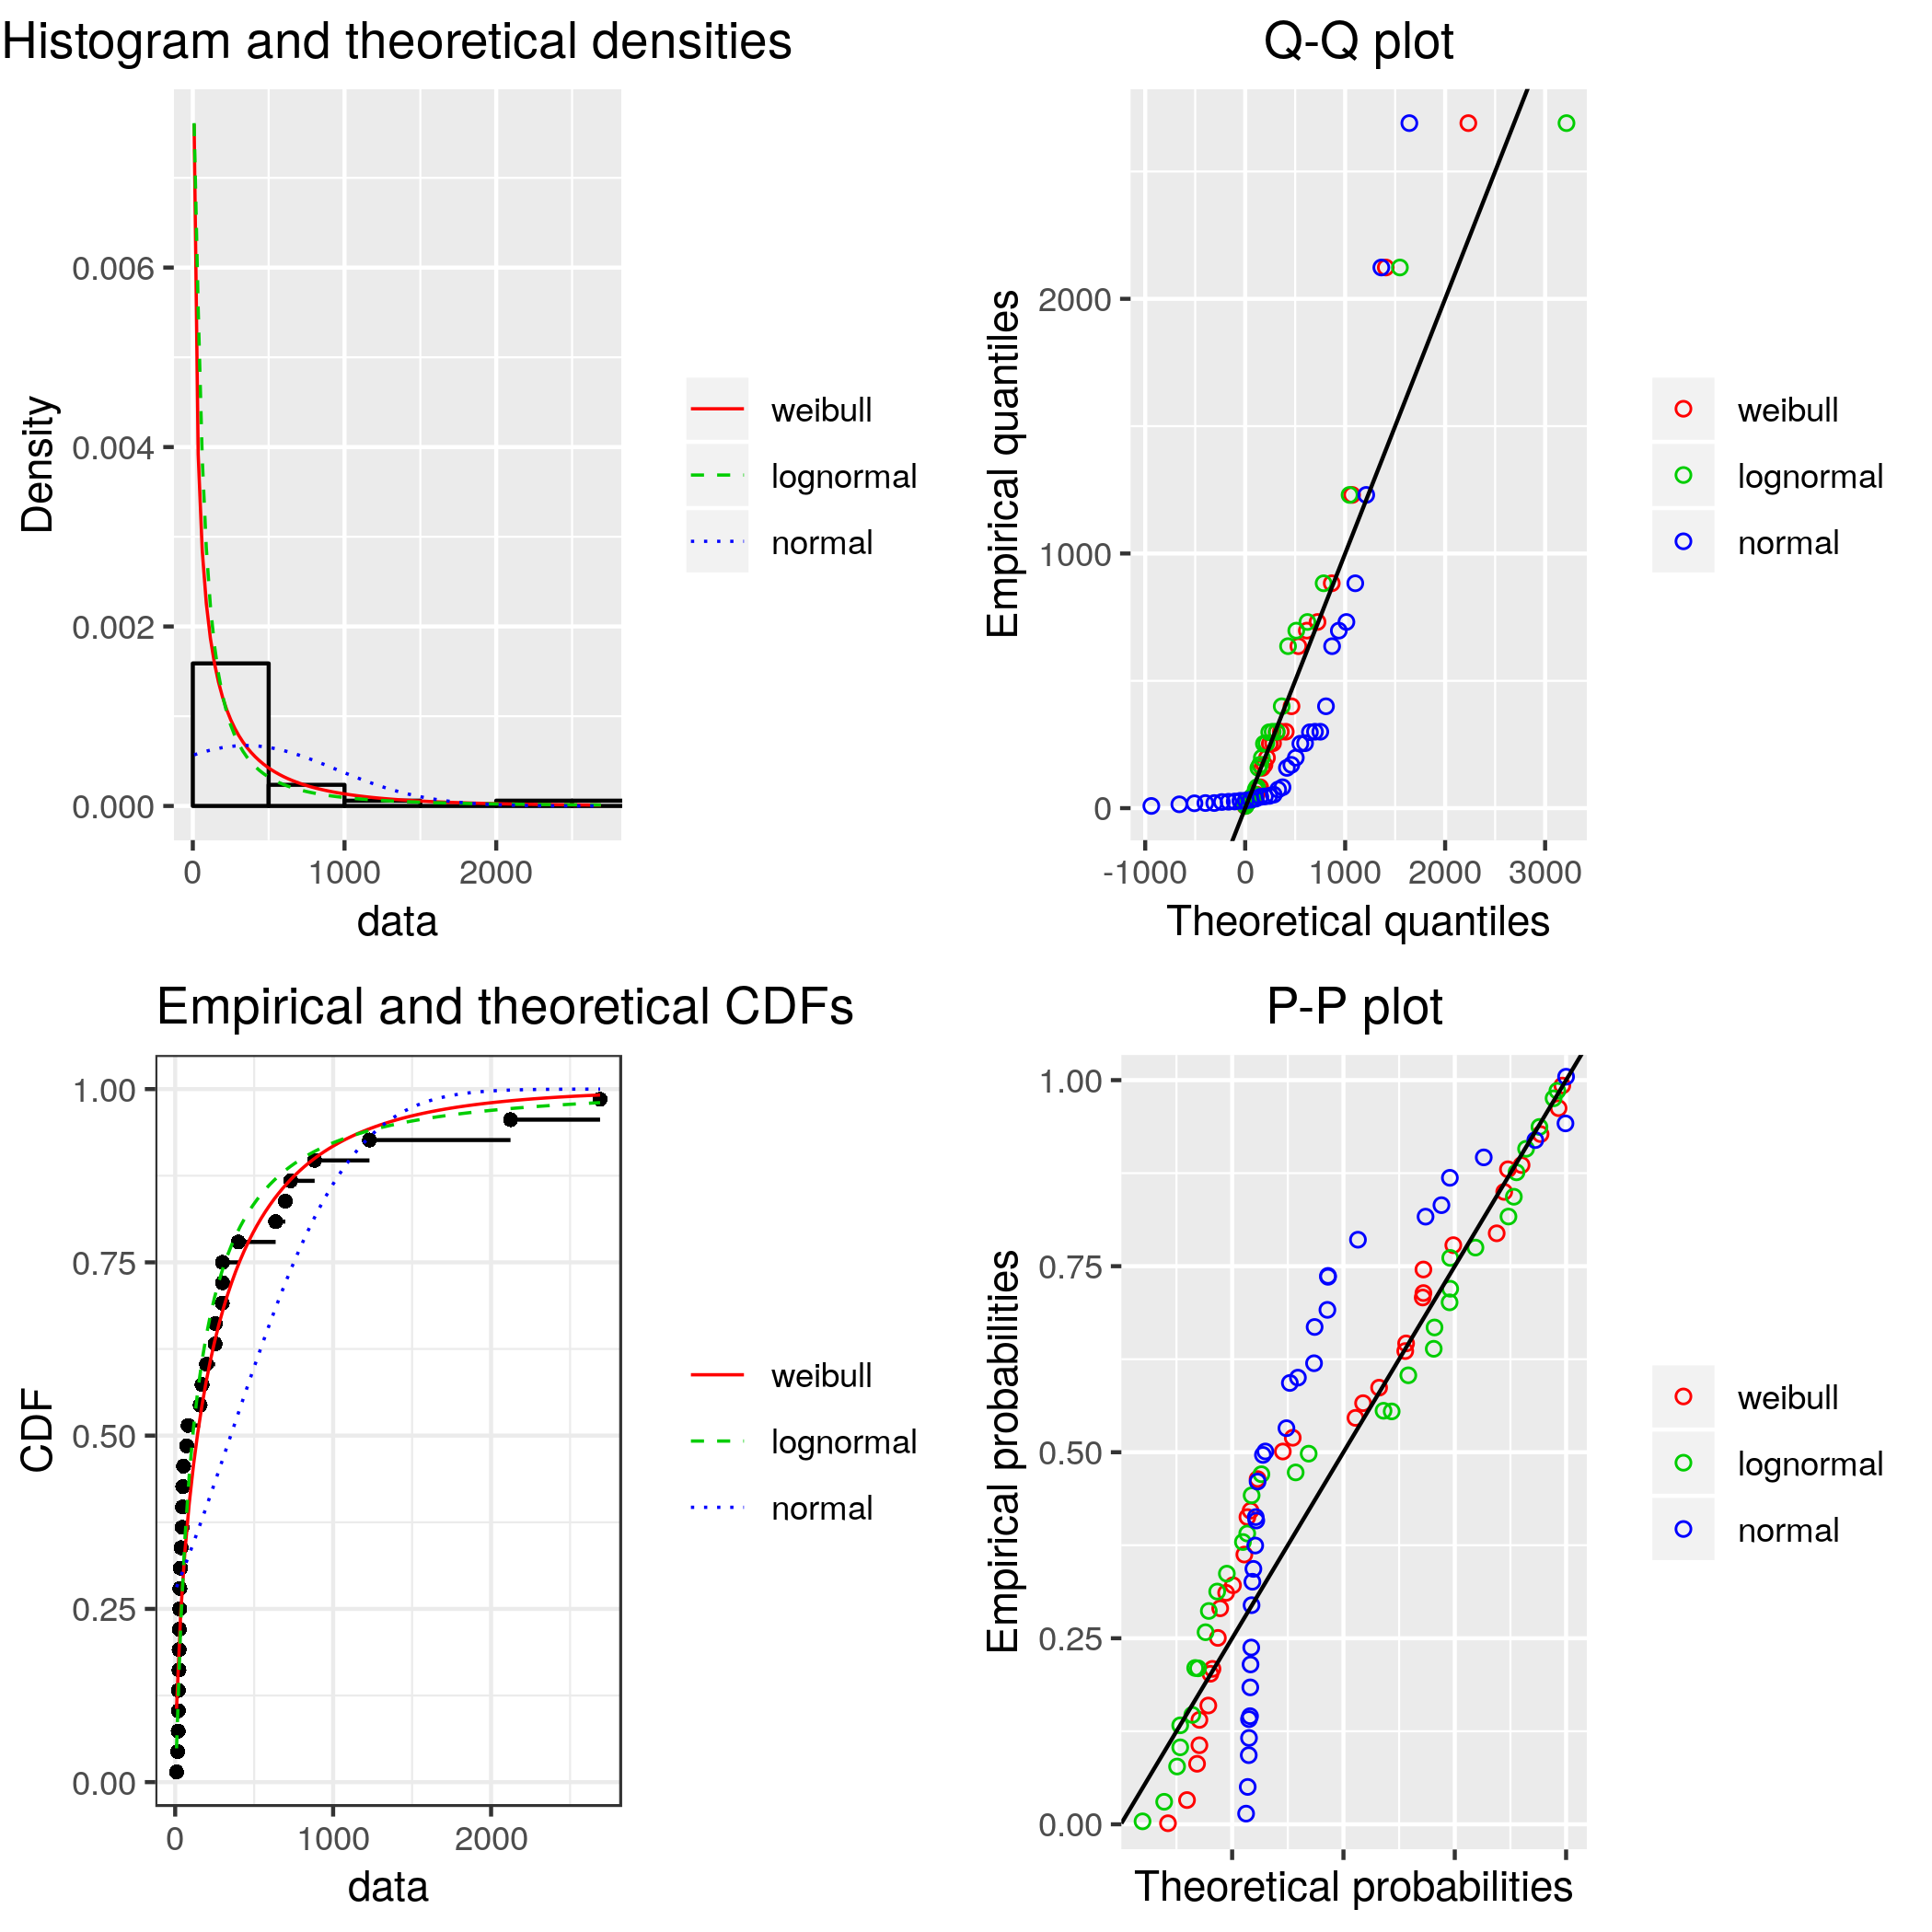 Histogram and theoretical densities
Density
0.006
0.004
0.002
0.000
0
1000
2000
data
weibull
lognormal
normal
Q-Q plot
Empirical quantiles
2000
1000
0
-1000
0
1000
2000
3000
Theoretical quantiles
weibull
lognormal
normal
Empirical and theoretical CDFs
CDF
1.00
0.75
0.50
0.25
0.00
0
1000
2000
data
weibull
lognormal
normal
P-P plot
Empirical probabilities
1.00
0.75
0.50
0.25
0.00
Theoretical probabilities
weibull
lognormal
normal